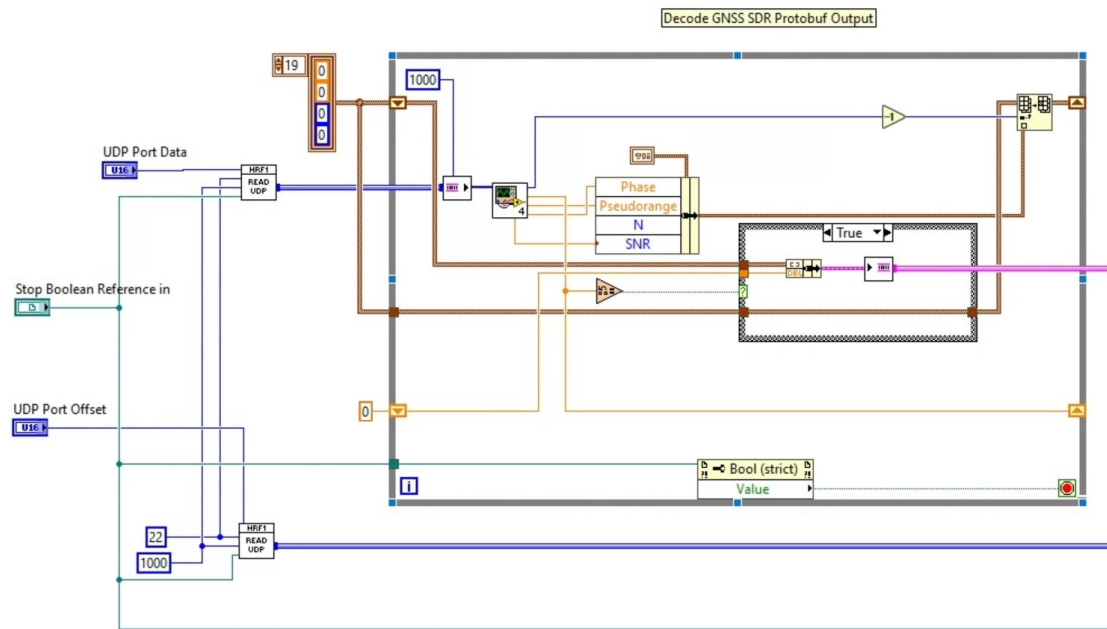 Decode GNSS SDR Protobuf Output
19
0
0
0
0
1000
-1
UDP Port Data
U16
HRF1
READ
UDP
4
Phase
Pseudorange
N
SNR
True
DBL
?
Stop Boolean Reference in
UDP Port Offset
U16
0
i
Bool (strict)
Value
22
1000
HRF1
READ
UDP